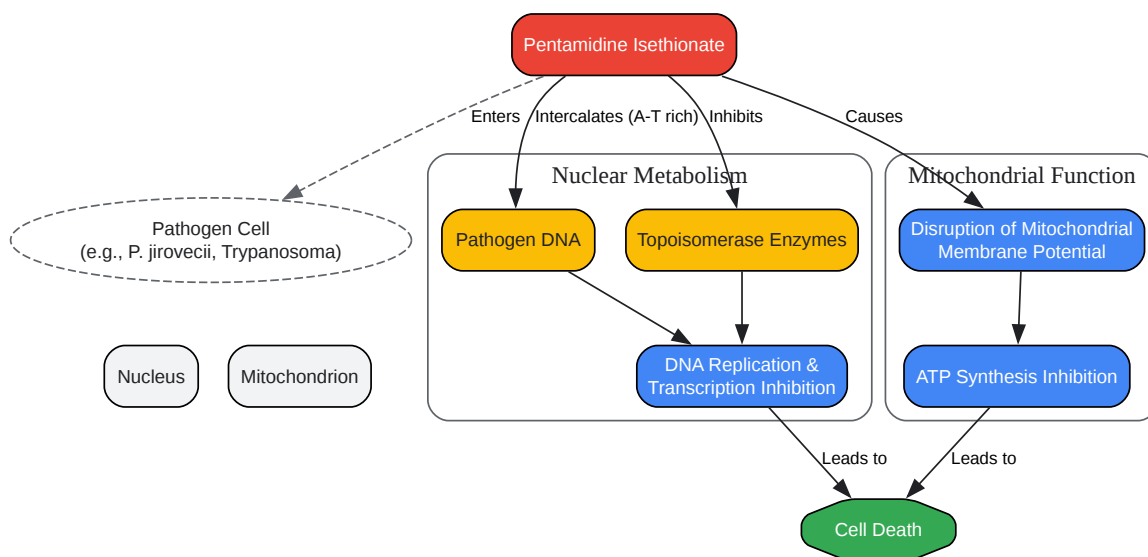 Pentamidine Isethionate
Enters
Intercalates (A-T rich)
Inhibits
Causes
Nuclear Metabolism
Mitochondrial Function
Pathogen Cell
(e.g., P. jirovecii, Trypanosoma)
Pathogen DNA
Topoisomerase Enzymes
Disruption of Mitochondrial
Membrane Potential
Nucleus
Mitochondrion
DNA Replication &
Transcription Inhibition
ATP Synthesis Inhibition
Leads to
Leads to
Cell Death